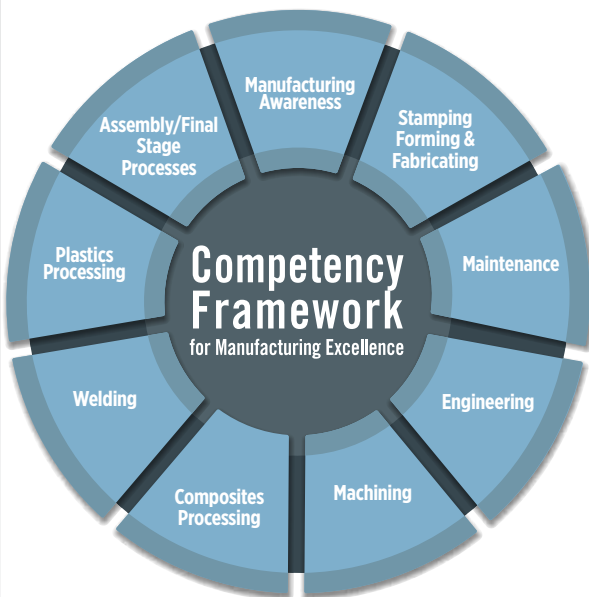 Manufacturing
Awareness
Stamping
Forming &
Fabricating
Maintenance
Engineering
Machining
Composites
Processing
Welding
Plastics
Processing
Assembly/Final
Stage
Processes
Competency
Framework
for Manufacturing Excellence